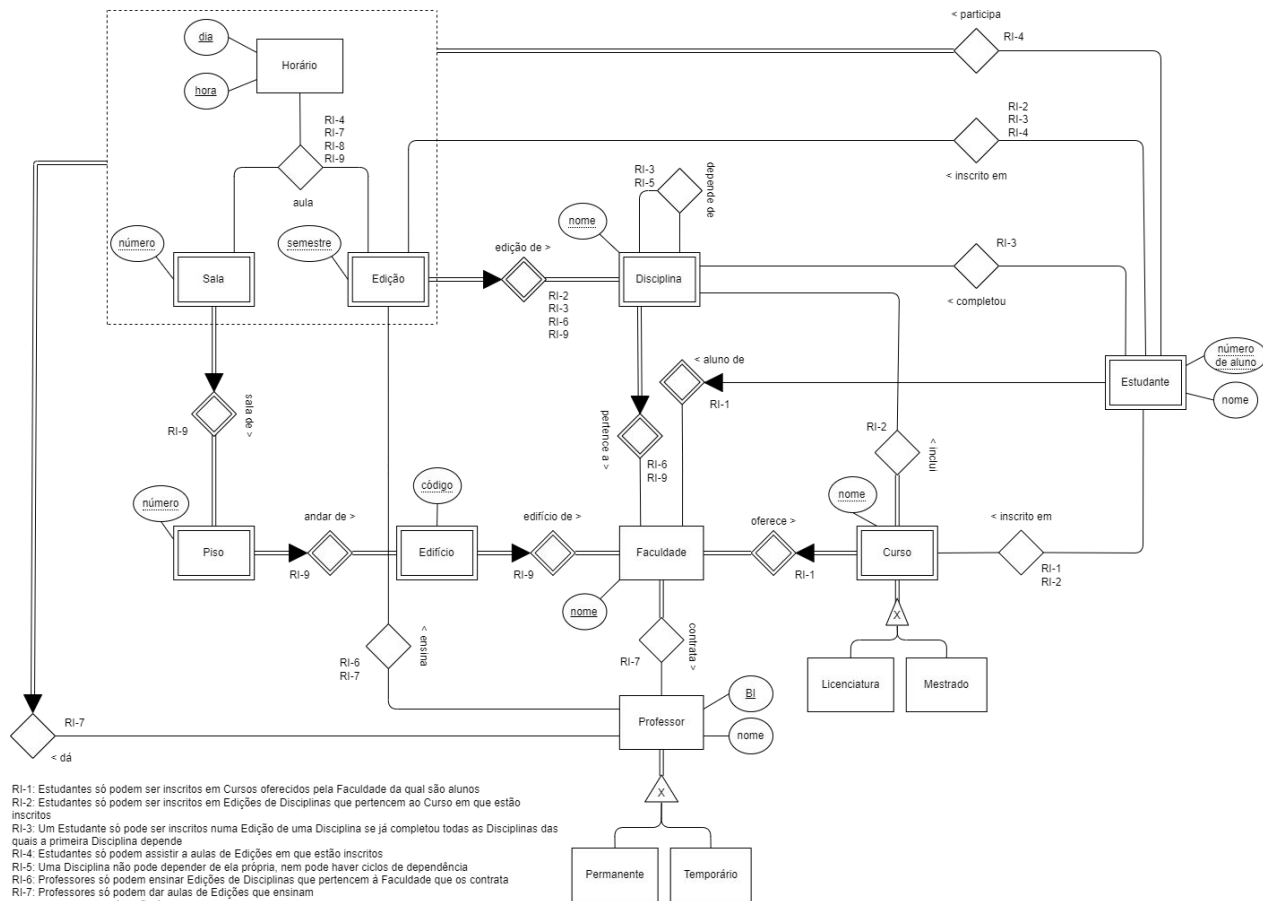 < participa
dia
RI-4
Horário
hora
RI-4
RI-7
RI-8
RI-9
RI-2
RI-3
RI-4
RI-3
RI-5
depende de
< inscrito em
aula
número
semestre
nome
edição de >
RI-3
Sala
Edição
Disciplina
< completou
RI-2
RI-3
RI-6
RI-9
< aluno de
número
de aluno
Estudante
nome
RI-1
sala de >
RI-9
pertence a >
RI-2
< inclui
RI-6
RI-9
código
número
nome
andar de >
edifício de >
oferece >
< inscrito em
Piso
Edifício
Faculdade
Curso
RI-9
RI-9
RI-1
RI-1
RI-2
nome
X
< ensina
RI-6
RI-7
RI-7
contrata >
Licenciatura
Mestrado
BI
RI-7
Professor
nome
< dá
X
RI-1: Estudantes só podem ser inscritos em Cursos oferecidos pela Faculdade da qual são alunos
RI-2: Estudantes só podem ser inscritos em Edições de Disciplinas que pertencem ao Curso em que estão
inscritos
RI-3: Um Estudante só pode ser inscritos numa Edição de uma Disciplina se já completou todas as Disciplinas das
quais a primeira Disciplina depende
RI-4: Estudantes só podem assistir a aulas de Edições em que estão inscritos
RI-5: Uma Disciplina não pode depender de ela própria, nem pode haver ciclos de dependência
RI-6: Professores só podem ensinar Edições de Disciplinas que pertencem à Faculdade que os contrata
RI-7: Professores só podem dar aulas de Edições que ensinam
Permanente
Temporário